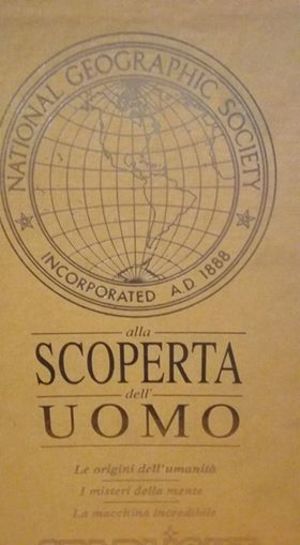 NATIONAL GEOGRAPHIC SOCIETY
INCORPORATED A.D. 1888
alla
SCOPERTA
dell'
UOMO
Le origini dell'umanità
I misteri della mente
La macchina incredibile